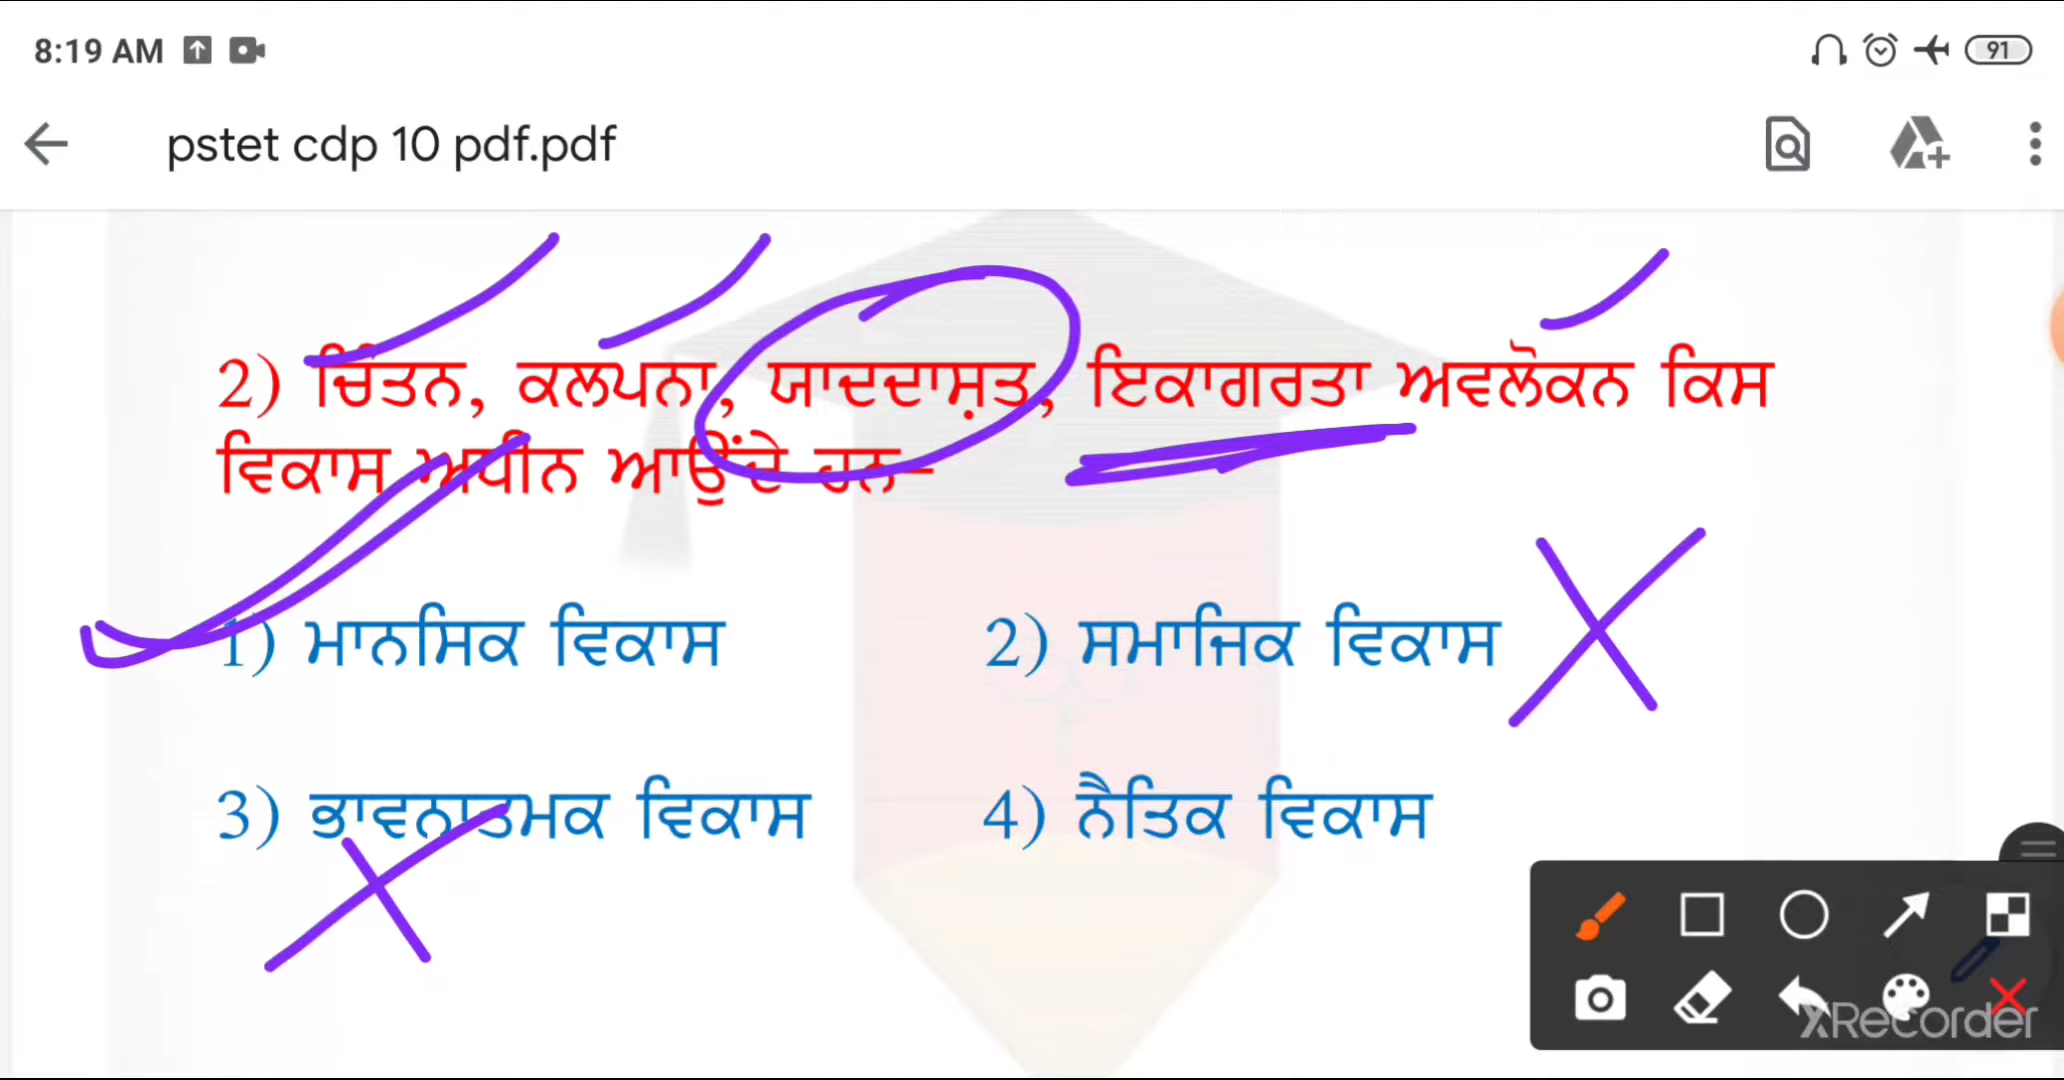 8:19 AM
91
pstet cdp 10 pdf.pdf
2) ਚਿੰਤਨ, ਕਲਪਨਾ, ਯਾਦਦਾਸ਼ਤ, ਇਕਾਗਰਤਾ ਅਵਲੋਕਨ ਕਿਸ
ਵਿਕਾਸ ਅਧੀਨ ਆਉਂਦੇ ਹਨ-
1) ਮਾਨਸਿਕ ਵਿਕਾਸ
2) ਸਮਾਜਿਕ ਵਿਕਾਸ
3) ਭਾਵਨਾਤਮਕ ਵਿਕਾਸ
4) ਨੈਤਿਕ ਵਿਕਾਸ
XRecorder